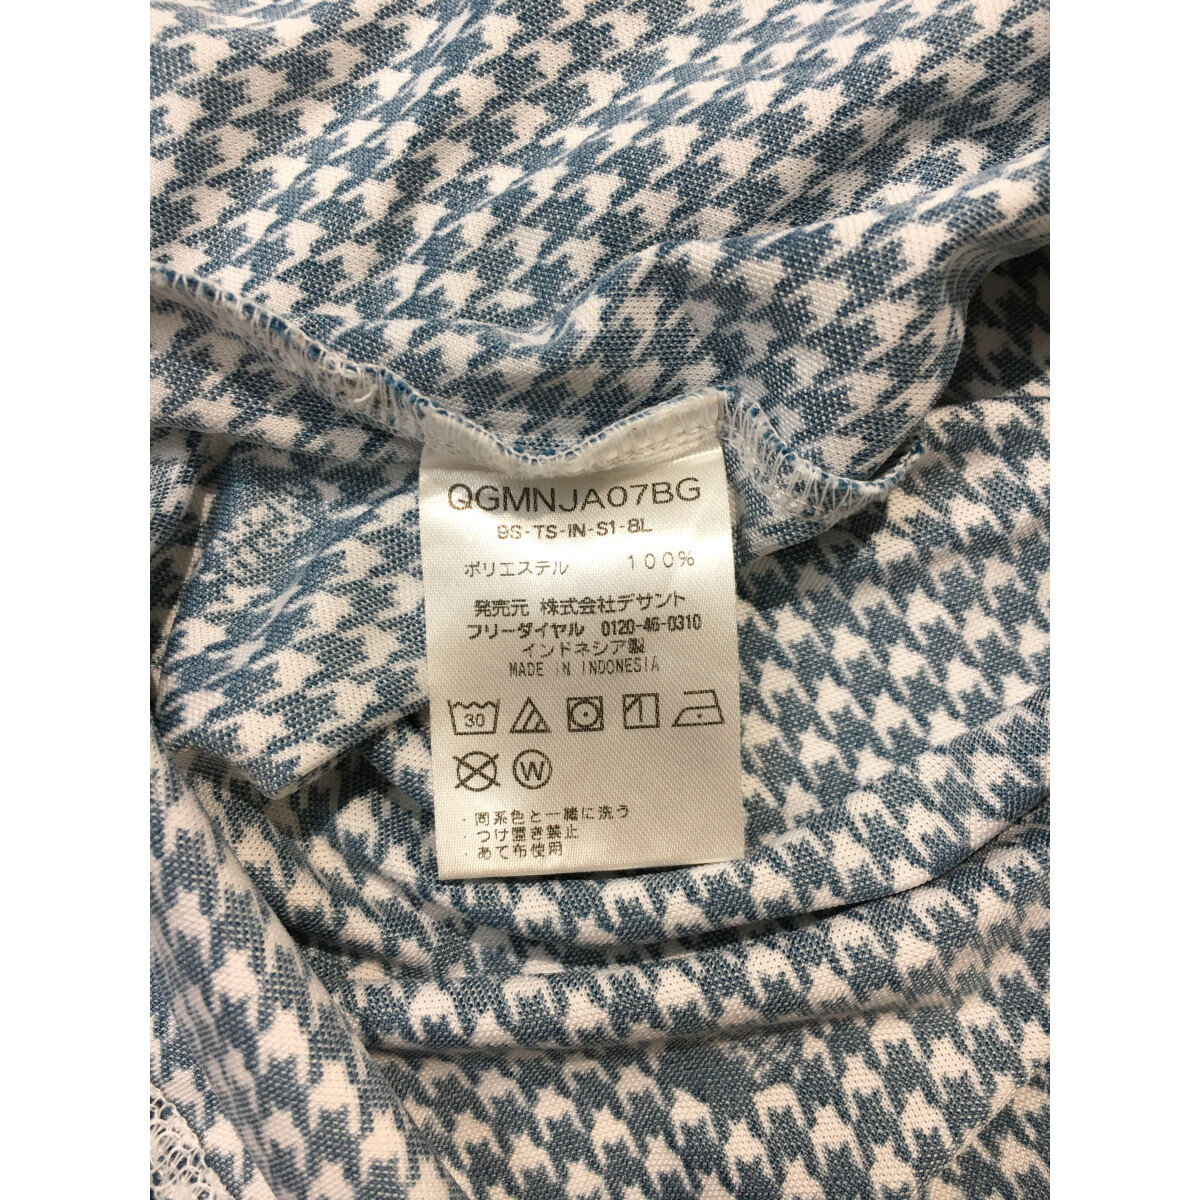 QGMNJA07BG
9S-TS-IN-S1-8L
ポリエステル 100%
発売元 株式会社デサント
フリーダイヤル 0120-46-0310
インドネシア製
MADE IN INDONESIA
30
W
・同系色と一緒に洗う
・つけ置き禁止
・あて布使用